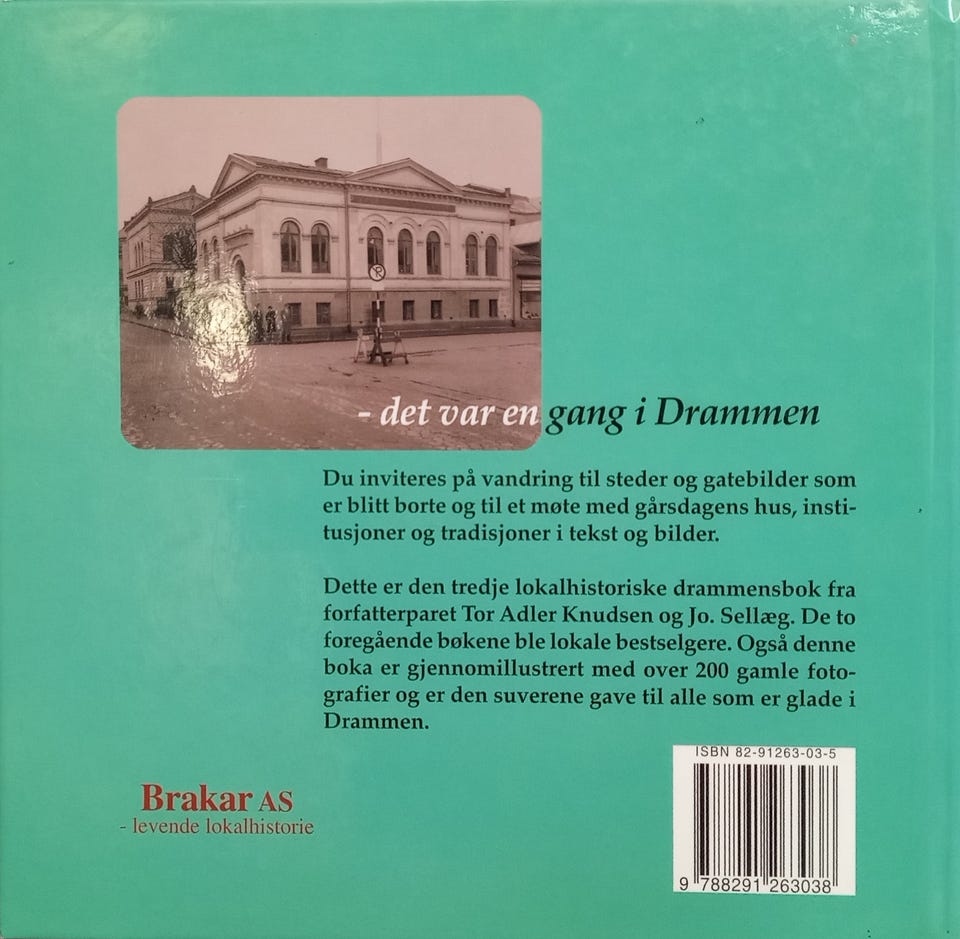 - det var en gang i Drammen
Du inviteres på vandring til steder og gatebilder som
er blitt borte og til et møte med gårsdagens hus, insti-
tusjoner og tradisjoner i tekst og bilder.
Dette er den tredje lokalhistoriske drammensbok fra
forfatterparet Tor Adler Knudsen og Jo. Sellæg. De to
foregående bøkene ble lokale bestselgere. Også denne
boka er gjennomillustrert med over 200 gamle foto-
grafier og er den suverene gave til alle som er glade i
Drammen.
Brakar AS
- levende lokalhistorie
ISBN 82-91263-03-5
9 788291 263038